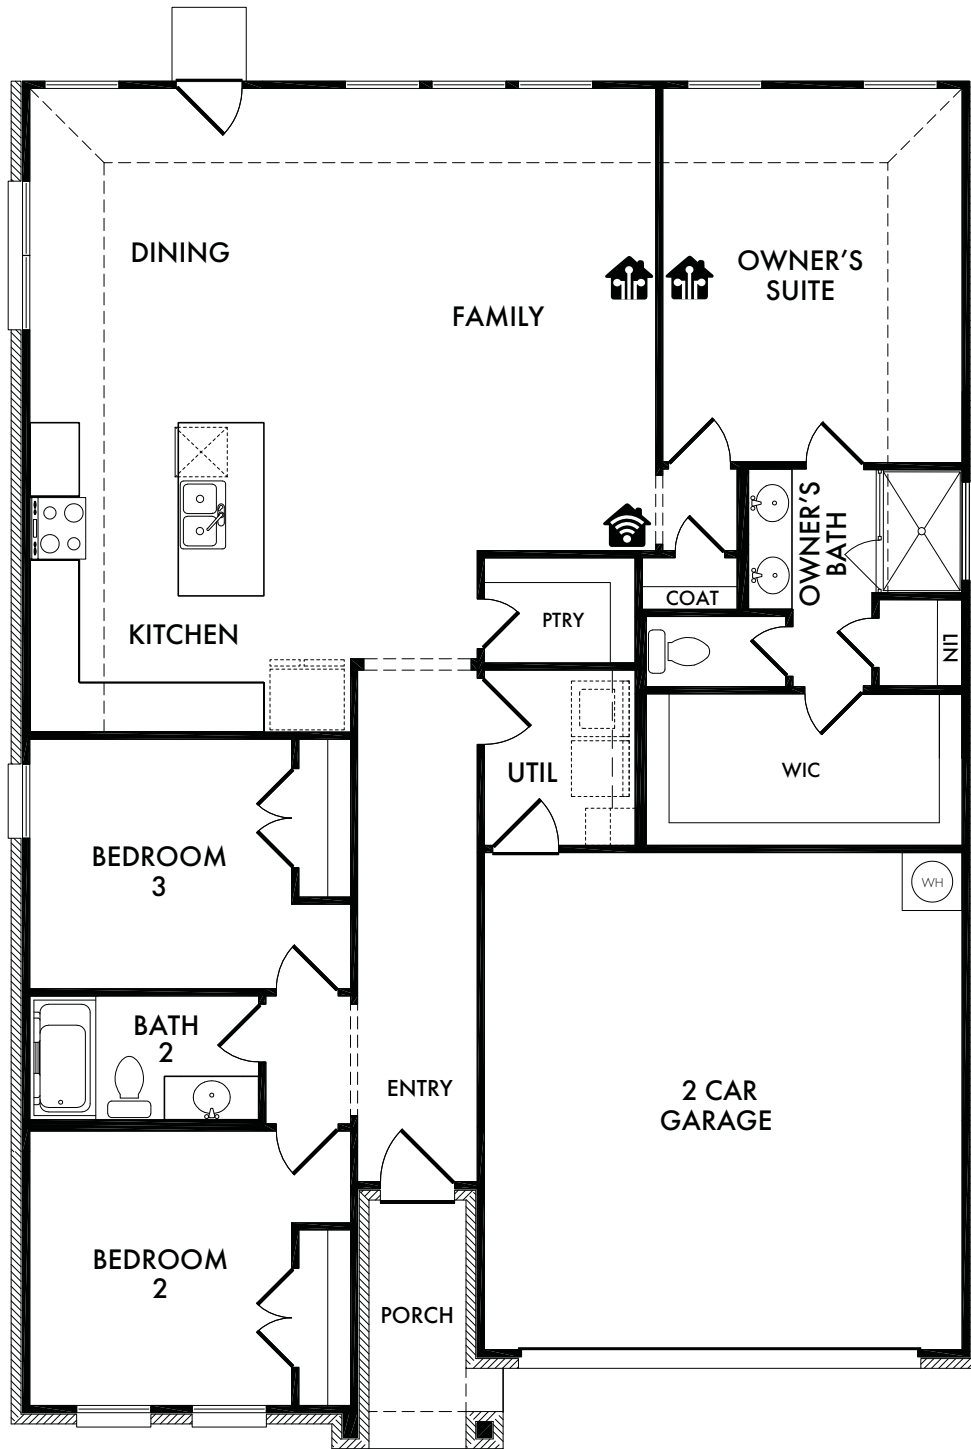 DINING
FAMILY
OWNER'S
SUITE
OWNER'S
BATH
COAT
PTRY
KITCHEN
LIN
UTIL
WIC
BEDROOM
3
WH
BATH
2
ENTRY
2 CAR
GARAGE
BEDROOM
2
PORCH